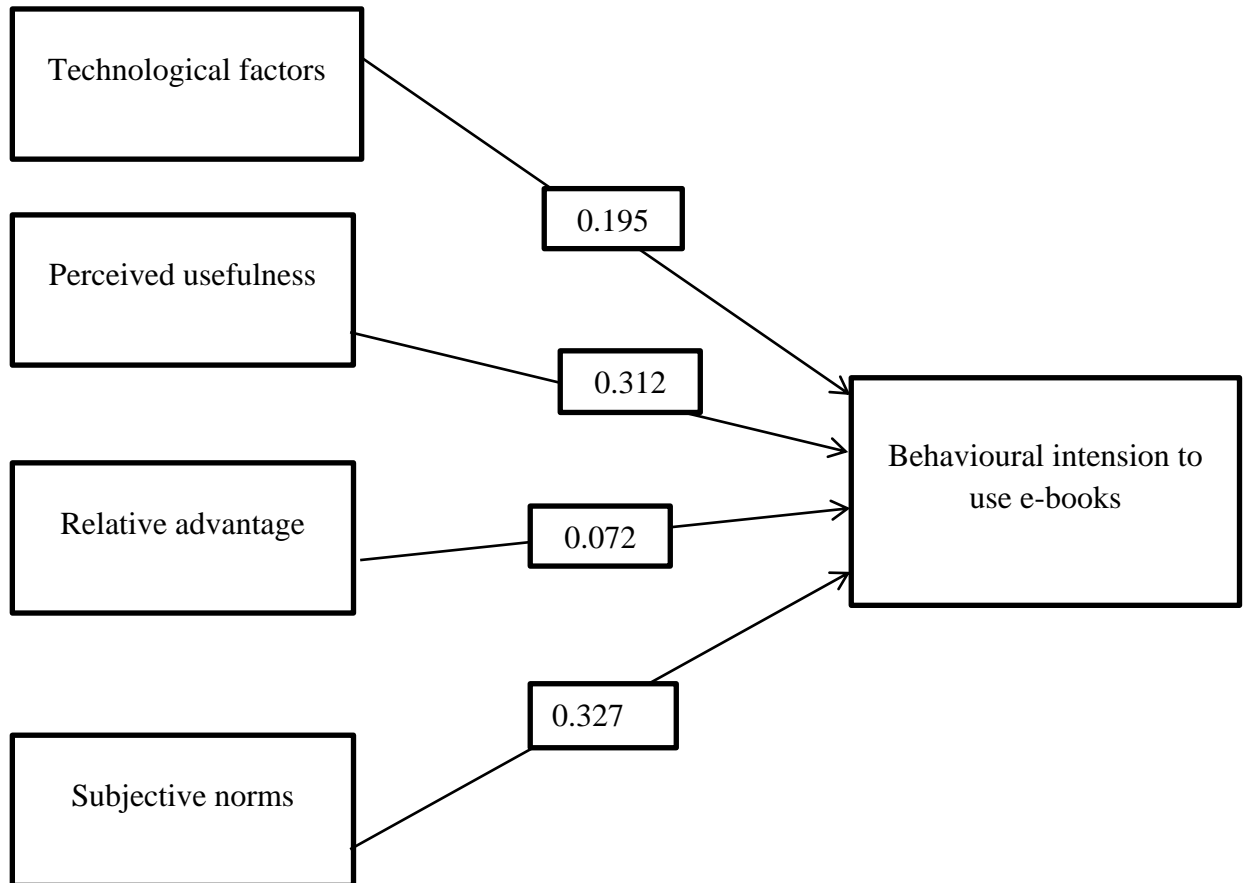 Technological factors
0.195
Perceived usefulness
0.312
Behavioural intension to
use e-books
Relative advantage
0.072
0.327
Subjective norms